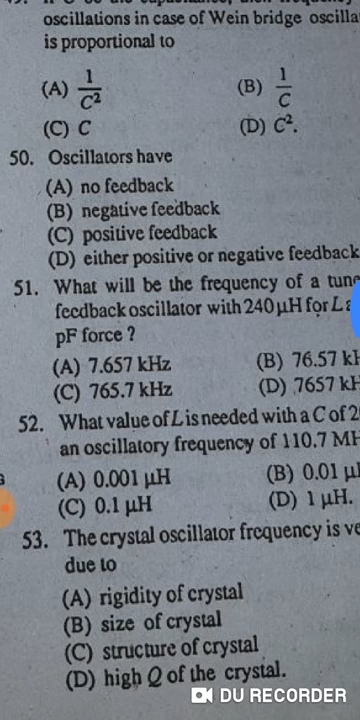 oscillations in case of Wein bridge
is proportional to
(A) 1/C² (B) 1/C
(C) C (D) C².
50. Oscillators have
(A) no feedback
(B) negative feedback
(C) positive feedback
(D) either positive or negative feedback
51. What will be the frequency of a
feedback oscillator with 240 μH for L
pF force ?
(A) 7.657 kHz (B) 76.57
(C) 765.7 kHz (D) 7657
52. What value of L is needed with a C of
an oscillatory frequency of 110.7
(A) 0.001 μH (B) 0.01
(C) 0.1 μH (D) 1 μH.
53. The crystal oscillator frequency is
due to
(A) rigidity of crystal
(B) size of crystal
(C) structure of crystal
(D) high Q of the crystal.
DU RECORDER